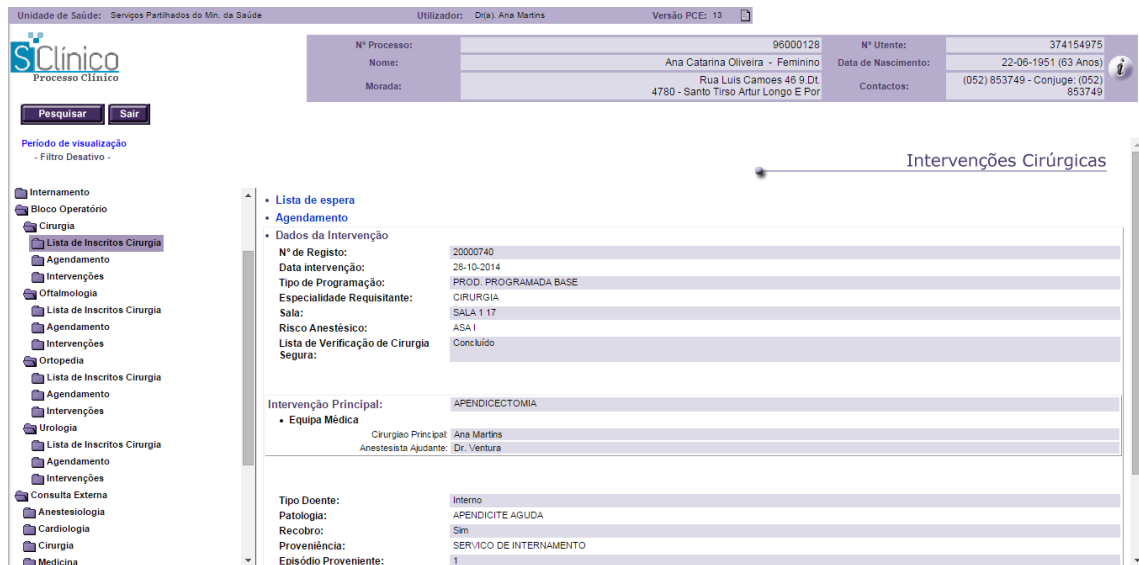 Unidade de Saúde: Serviços Partilhados do Min. da Saúde Utilizador: Dr(a). Ana Martins Versão PCE: 13
SClínico
Processo Clínico
Nº Processo: 96000128 Nº Utente: 374154975
Nome: Ana Catarina Oliveira - Feminino Data de Nascimento: 22-06-1951 (63 Anos)
Morada: Rua Luis Camoes 46 9.Dt. 4780 - Santo Tirso Artur Longo E Por Contactos: (052) 853749 - Conjuge: (052) 853749
i
Pesquisar Sair
Período de visualização
- Filtro Desativo -
Intervenções Cirúrgicas
Internamento
Bloco Operatório
Cirurgia
Lista de Inscritos Cirurgia
Agendamento
Intervenções
Oftalmologia
Lista de Inscritos Cirurgia
Agendamento
Intervenções
Ortopedia
Lista de Inscritos Cirurgia
Agendamento
Intervenções
Urologia
Lista de Inscritos Cirurgia
Agendamento
Intervenções
Consulta Externa
Anestesiologia
Cardiologia
Cirurgia
Medicina
• Lista de espera
• Agendamento
• Dados da Intervenção
Nº de Registo: 20000740
Data intervenção: 28-10-2014
Tipo de Programação: PROD. PROGRAMADA BASE
Especialidade Requisitante: CIRURGIA
Sala: SALA 1 17
Risco Anestésico: ASA I
Lista de Verificação de Cirurgia Segura: Concluído
Intervenção Principal: APENDICECTOMIA
• Equipa Médica
Cirurgiao Principal: Ana Martins
Anestesista Ajudante: Dr. Ventura
Tipo Doente: Interno
Patologia: APENDICITE AGUDA
Recobro: Sim
Proveniência: SERVICO DE INTERNAMENTO
Episódio Proveniente: 1